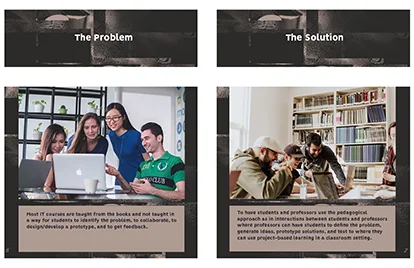 The Problem
The Solution
Most IT courses are taught from the books and not taught in
a way for students to identify the problem, to collaborate, to
design/develop a prototype, and to get feedback.
To have students and professors use the pedagogical
approach as in interactions between students and professors
where professors can have students to define the problem,
generate ideas, prototype solutions, and test to where they
can use project-based learning in a classroom setting.